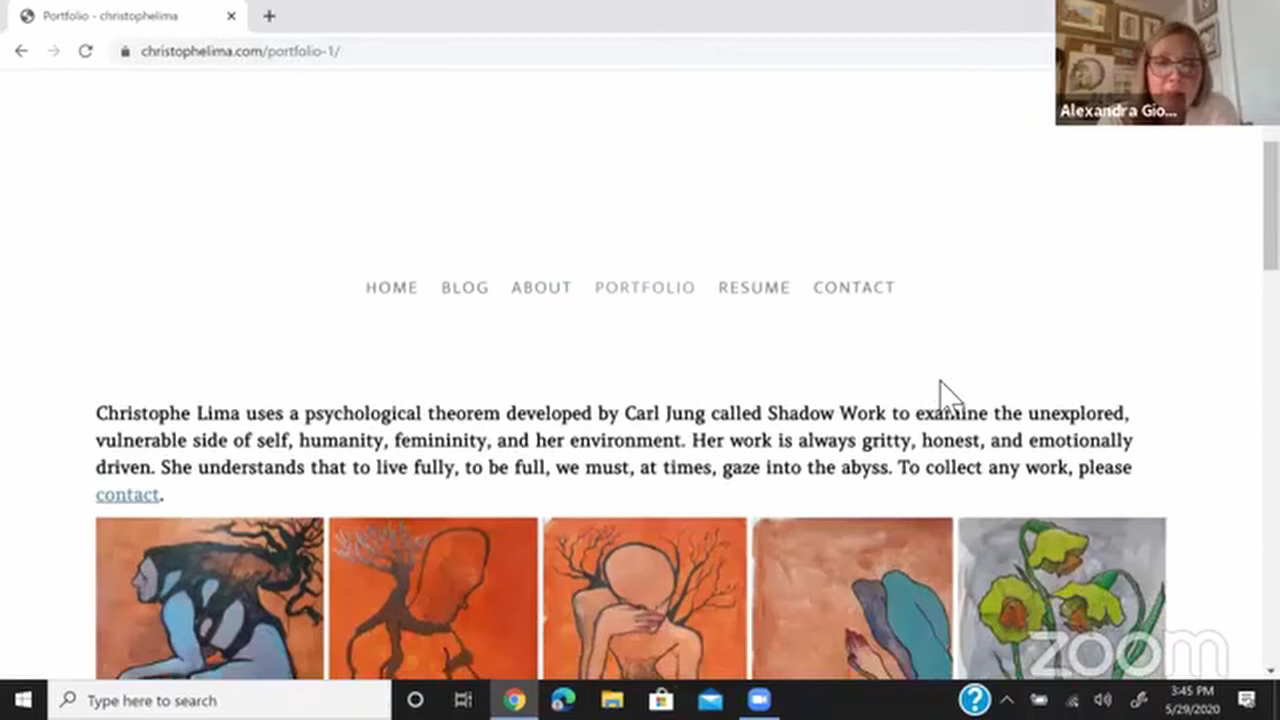 Portfolio - christophelima
christophelima.com/portfolio-1/
Alexandra Gio...
HOME BLOG ABOUT PORTFOLIO RESUME CONTACT
Christophe Lima uses a psychological theorem developed by Carl Jung called Shadow Work to examine the unexplored,
vulnerable side of self, humanity, femininity, and her environment. Her work is always gritty, honest, and emotionally
driven. She understands that to live fully, to be full, we must, at times, gaze into the abyss. To collect any work, please
contact.
zoom
Type here to search
3:45 PM
5/29/2020